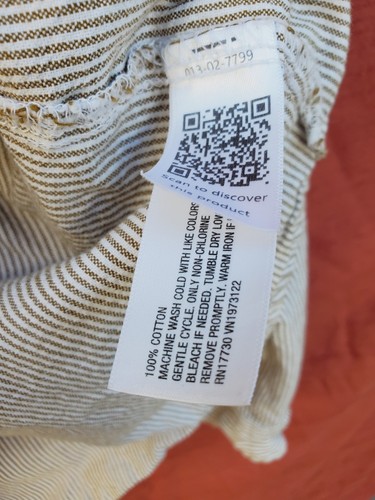 013-02-7799
scan to discover
this product
100% COTTON
MACHINE WASH COLD WITH LIKE COLORS
GENTLE CYCLE. ONLY NON-CHLORINE
BLEACH IF NEEDED. TUMBLE DRY LOW
REMOVE PROMPTLY. WARM IRON IF
RN17730 VN1973122